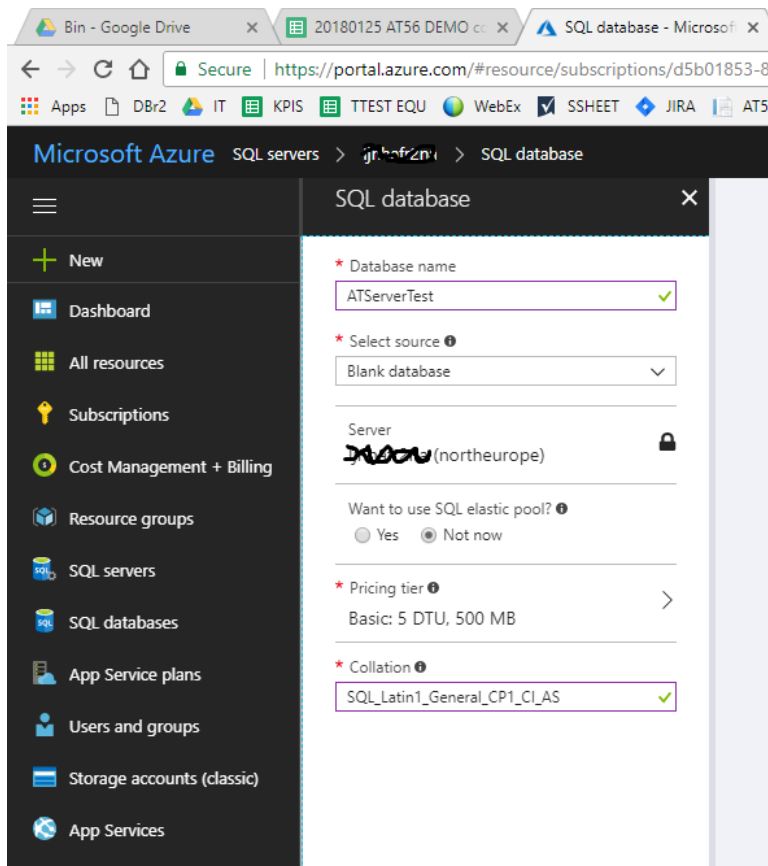 Bin - Google Drive
20180125 AT56 DEMO cc
SQL database - Microsof
Secure | https://portal.azure.com/#resource/subscriptions/d5b01853-8
Apps DBr2 IT KPIS TTEST EQU WebEx SSHEET JIRA AT5
Microsoft Azure SQL servers > > SQL database
SQL database
New
Dashboard
All resources
Subscriptions
Cost Management + Billing
Resource groups
SQL servers
SQL databases
App Service plans
Users and groups
Storage accounts (classic)
App Services
* Database name
ATServerTest
* Select source
Blank database
Server
(northeurope)
Want to use SQL elastic pool?
Yes Not now
* Pricing tier
Basic: 5 DTU, 500 MB
* Collation
SQL_Latin1_General_CP1_CI_AS